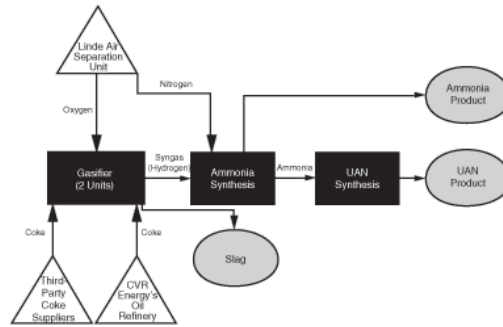 Linde Air
Separation
Unit
Oxygen
Nitrogen
Ammonia
Product
Gasifier
(2 Units)
Syngas
(Hydrogen)
Ammonia
Synthesis
Ammonia
UAN
Synthesis
UAN
Product
Coke
Coke
Slag
Third-
Party
Coke
Suppliers
CVR
Energy's
Oil
Refinery